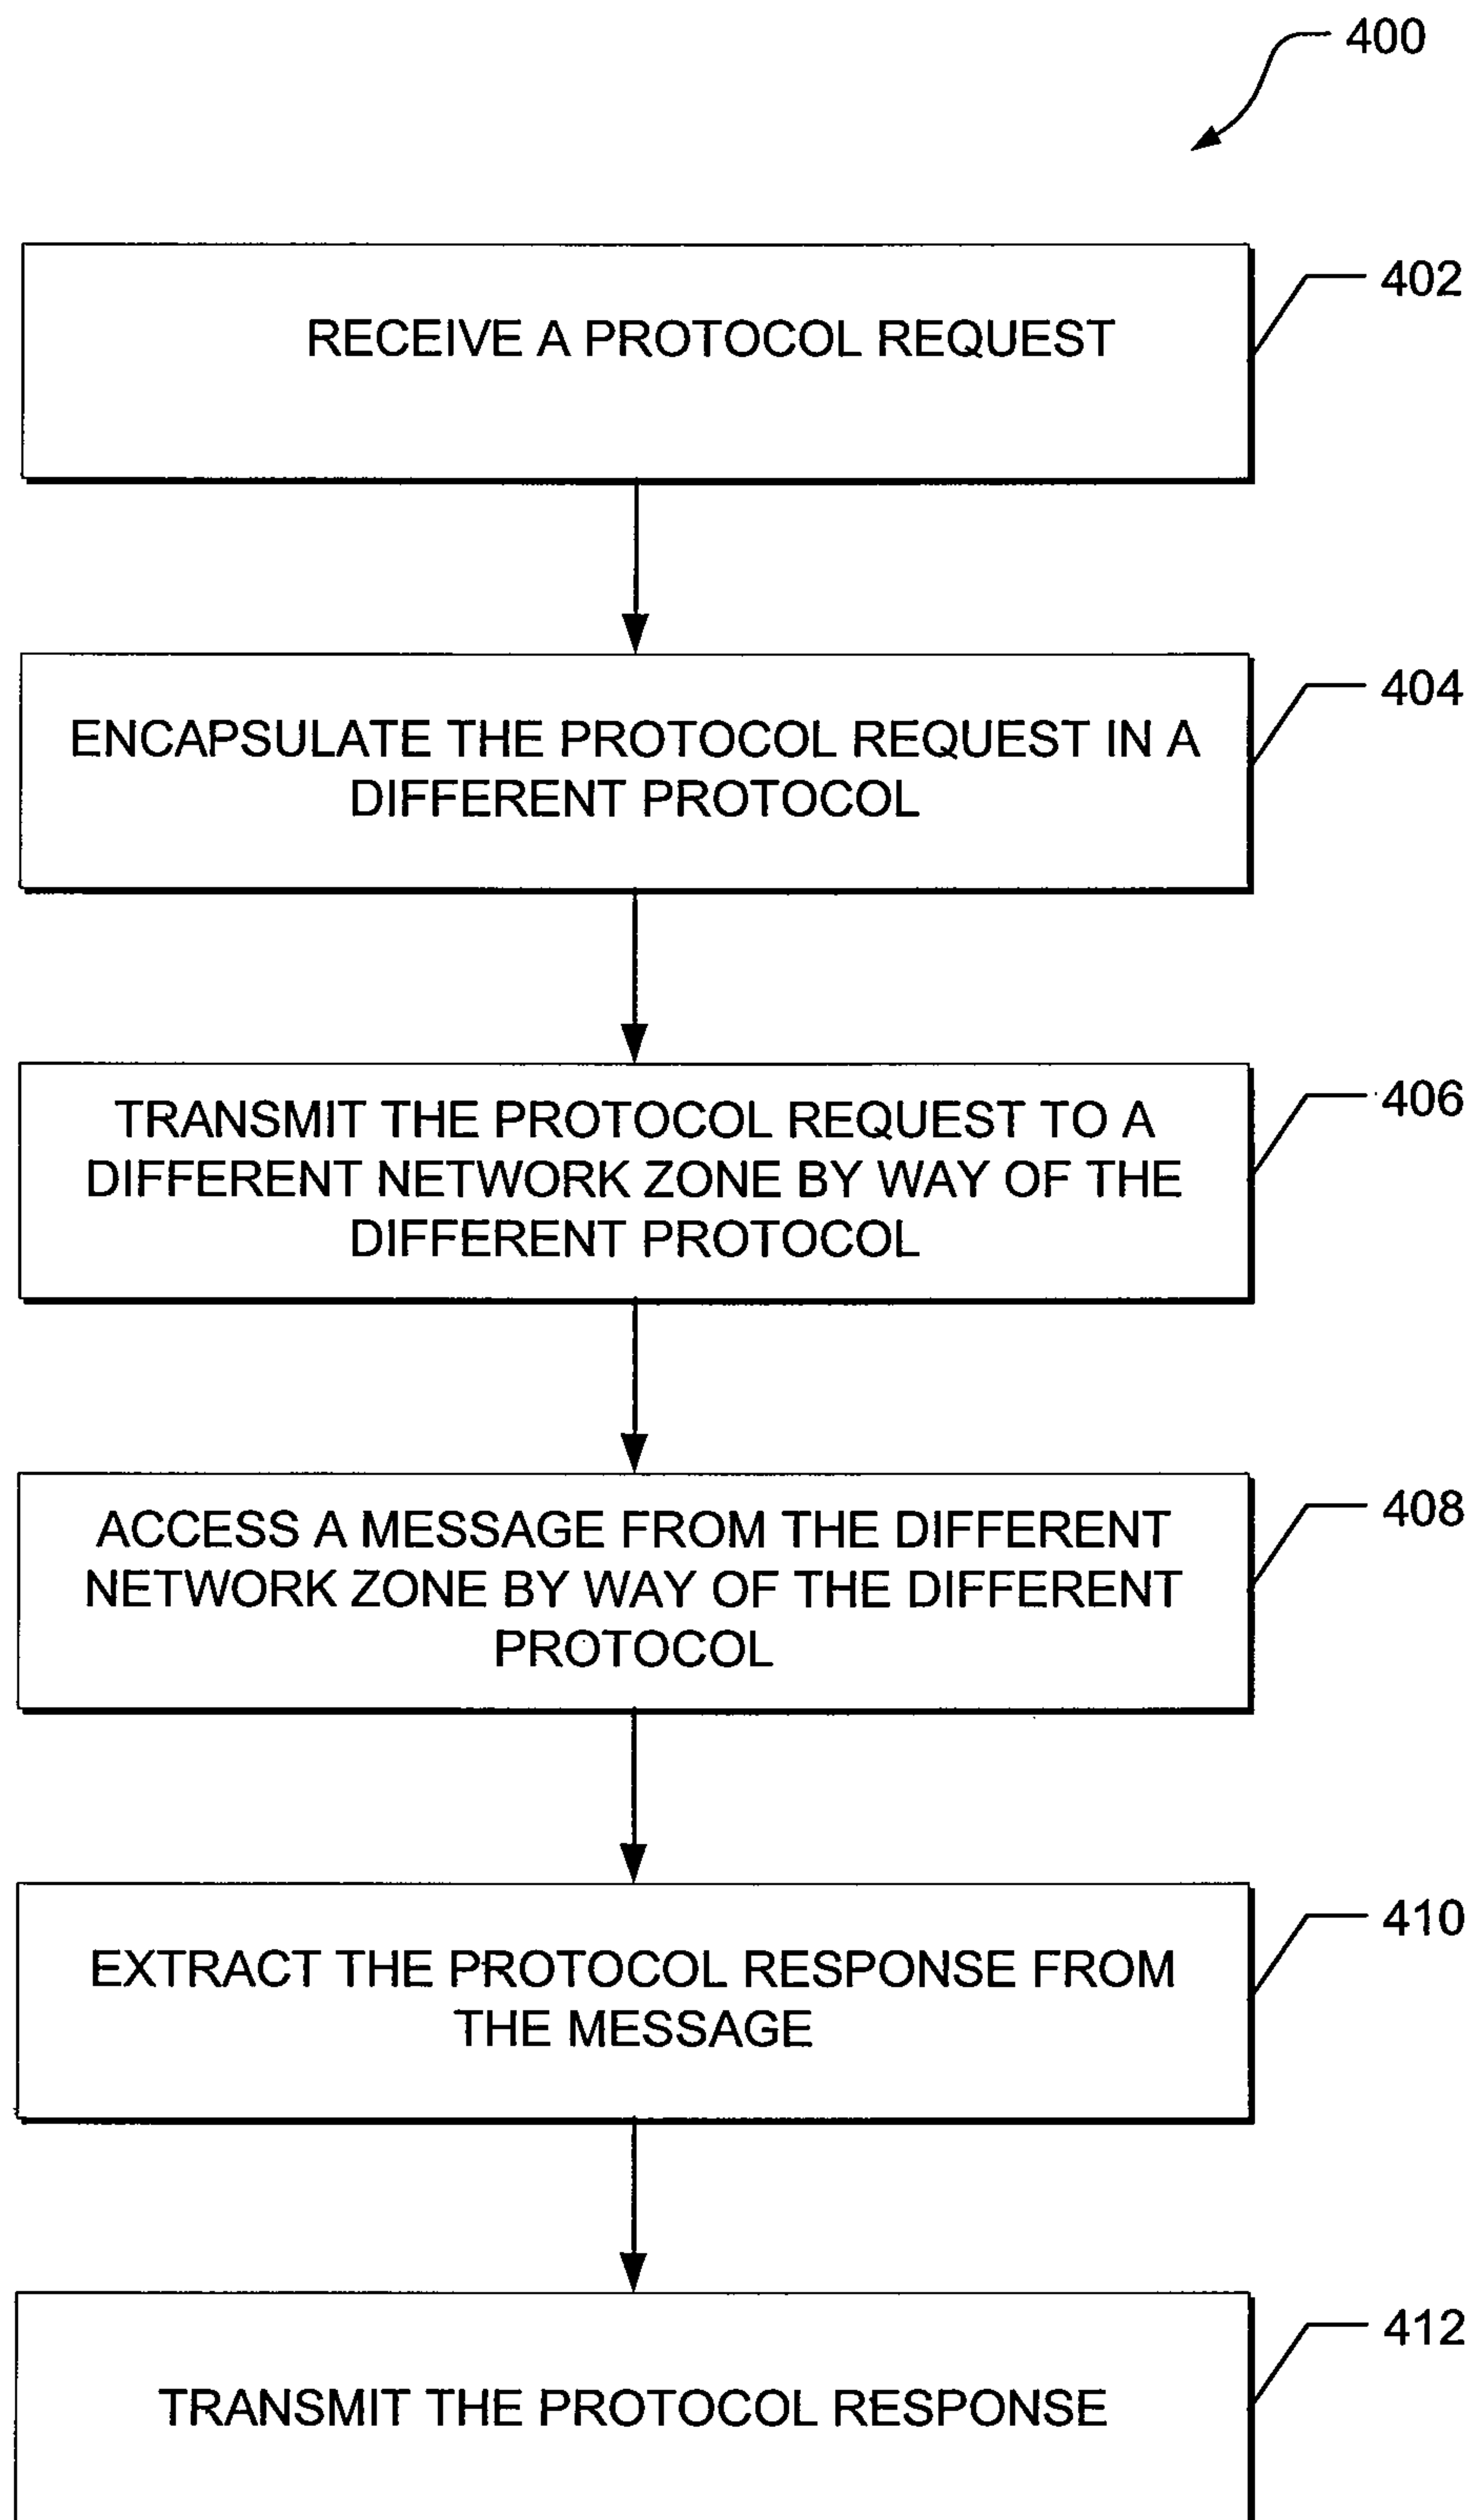 400
RECEIVE A PROTOCOL REQUEST
402
ENCAPSULATE THE PROTOCOL REQUEST IN A
DIFFERENT PROTOCOL
404
TRANSMIT THE PROTOCOL REQUEST TO A
DIFFERENT NETWORK ZONE BY WAY OF THE
DIFFERENT PROTOCOL
406
ACCESS A MESSAGE FROM THE DIFFERENT
NETWORK ZONE BY WAY OF THE DIFFERENT
PROTOCOL
408
EXTRACT THE PROTOCOL RESPONSE FROM
THE MESSAGE
410
TRANSMIT THE PROTOCOL RESPONSE
412